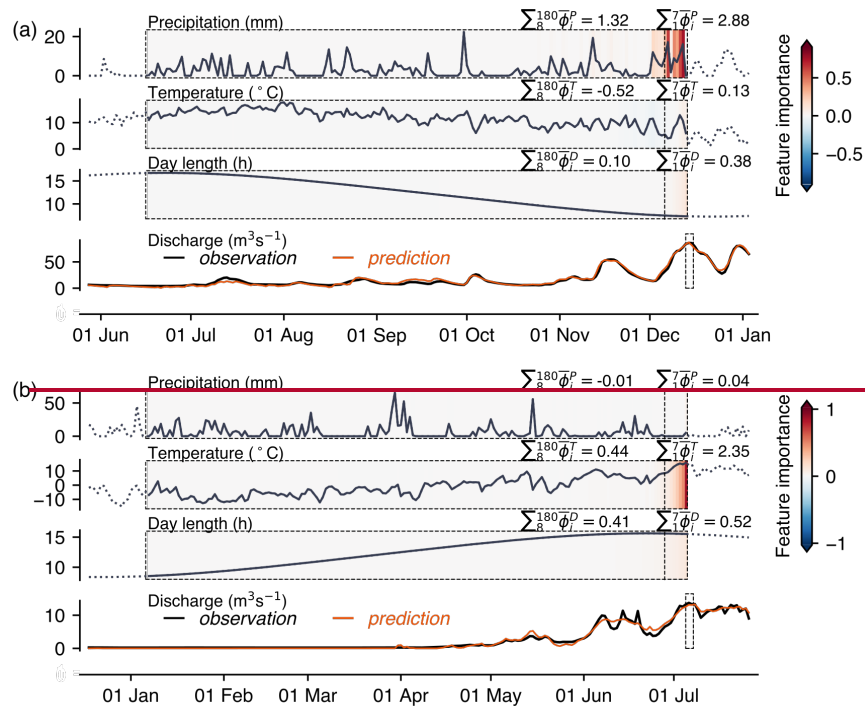 (a)
Precipitation (mm)
∑₈¹⁸⁰ϕ̅ᵢᴾ = 1.32
∑₁⁷ϕ̅ᵢᴾ = 2.88
20
0
Temperature (°C)
∑₈¹⁸⁰ϕ̅ᵢᵀ = -0.52
∑₁⁷ϕ̅ᵢᵀ = 0.13
10
0
Day length (h)
∑₈¹⁸⁰ϕ̅ᵢᴰ = 0.10
∑₁⁷ϕ̅ᵢᴰ = 0.38
15
10
Discharge (m³s⁻¹)
observation
prediction
50
0
01 Jun
01 Jul
01 Aug
01 Sep
01 Oct
01 Nov
01 Dec
01 Jan
Feature importance
0.5
0.0
−0.5
(b)
Precipitation (mm)
∑₈¹⁸⁰ϕ̅ᵢᴾ = -0.01
∑₁⁷ϕ̅ᵢᴾ = 0.04
50
0
Temperature (°C)
∑₈¹⁸⁰ϕ̅ᵢᵀ = 0.44
∑₁⁷ϕ̅ᵢᵀ = 2.35
10
0
−10
Day length (h)
∑₈¹⁸⁰ϕ̅ᵢᴰ = 0.41
∑₁⁷ϕ̅ᵢᴰ = 0.52
15
10
Discharge (m³s⁻¹)
observation
prediction
10
0
01 Jan
01 Feb
01 Mar
01 Apr
01 May
01 Jun
01 Jul
Feature importance
1
0
−1